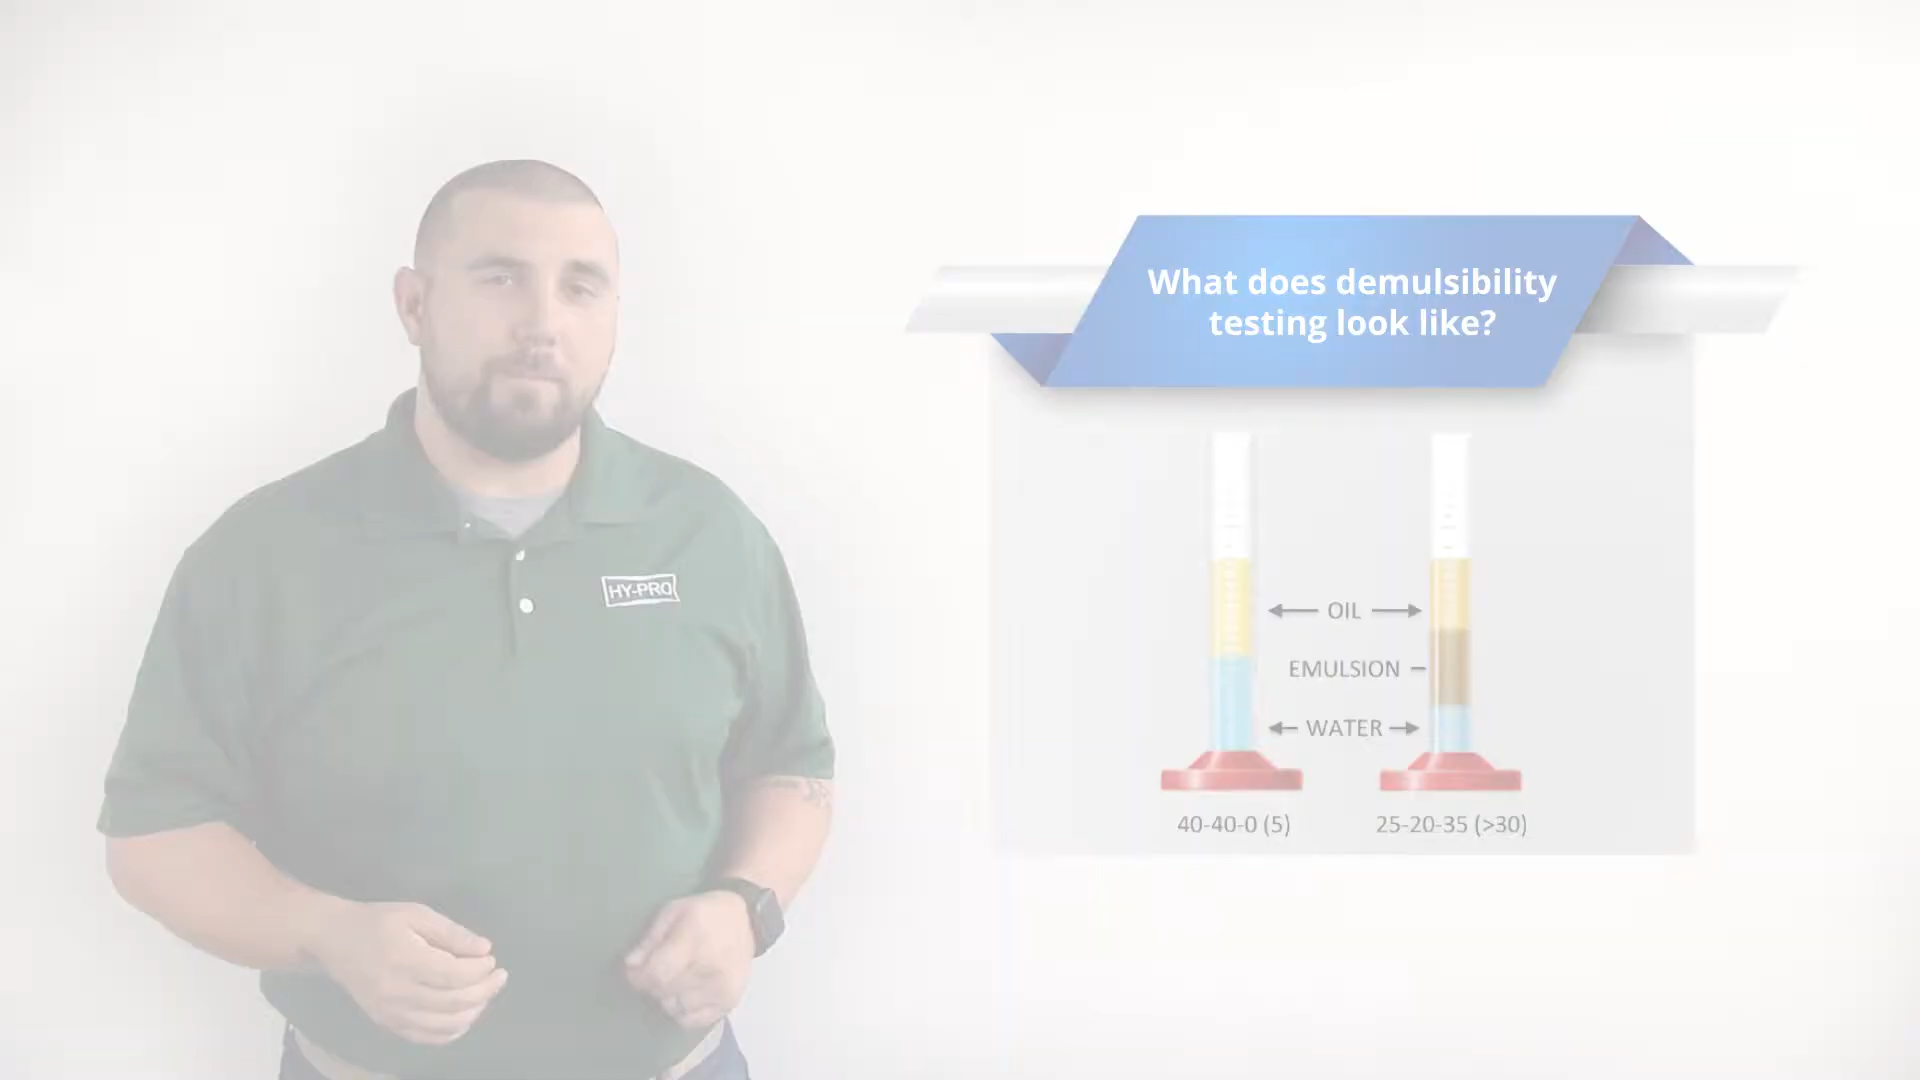 What does demulsibility
testing look like?
HY-PRO
OIL
EMULSION
WATER
40-40-0 (5)
25-20-35 (>30)